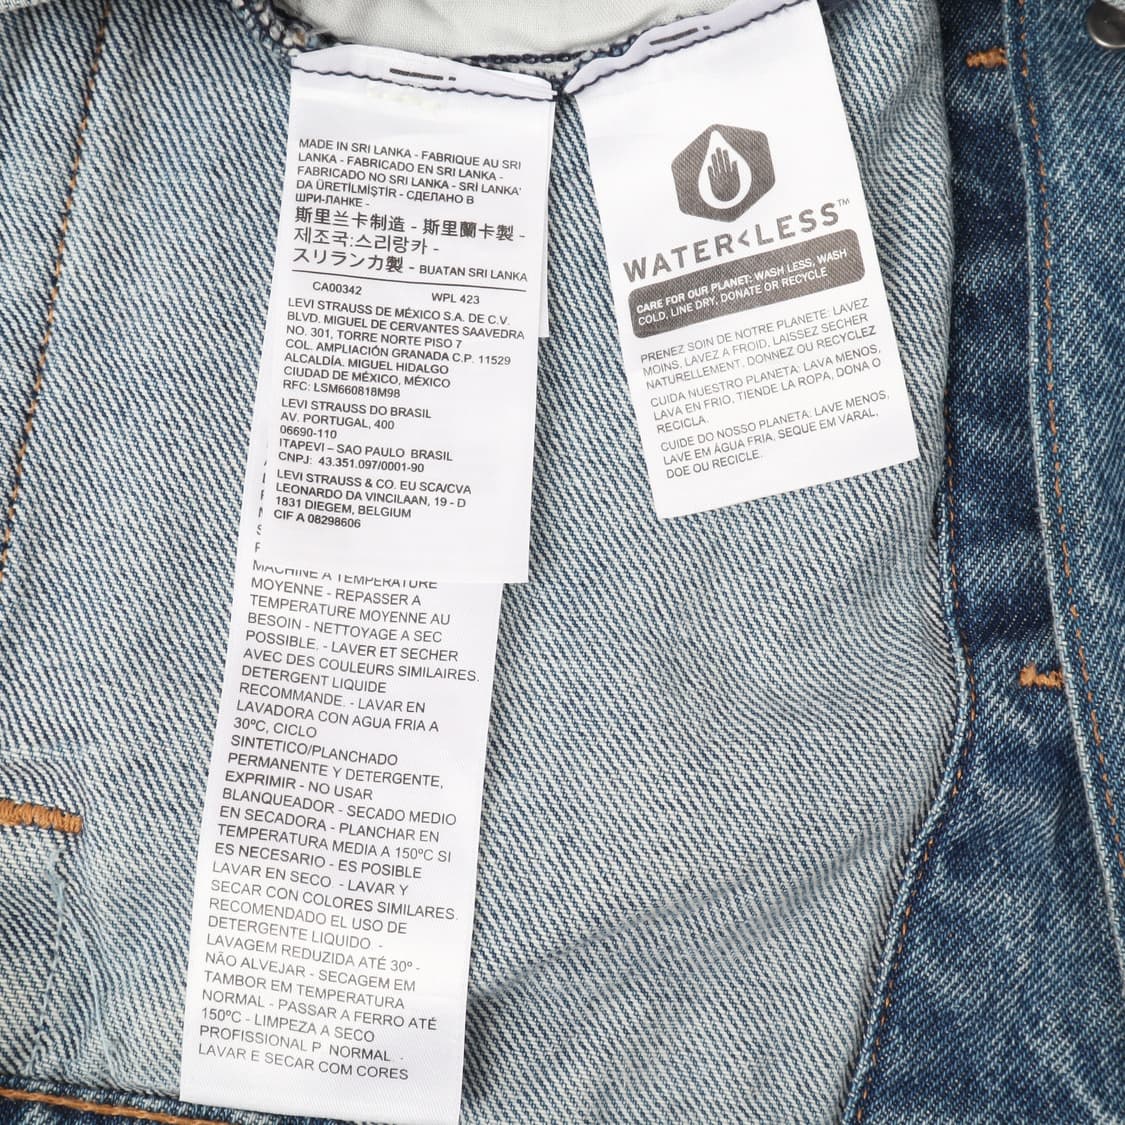 MADE IN SRI LANKA - FABRIQUE AU SRI
LANKA - FABRICADO EN SRI LANKA -
FABRICADO NO SRI LANKA - SRİ LANKA'
DA ÜRETİLMİŞTİR - СДЕЛАНО В
ШРИ-ЛАНКЕ -
斯里兰卡制造 - 斯里蘭卡製 -
제조국:스리랑카 -
スリランカ製 - BUATAN SRI LANKA
CA00342 WPL 423
LEVI STRAUSS DE MÉXICO S.A. DE C.V.
BLVD. MIGUEL DE CERVANTES SAAVEDRA
NO. 301, TORRE NORTE PISO 7
COL. AMPLIACIÓN GRANADA C.P. 11529
ALCALDÍA. MIGUEL HIDALGO
CIUDAD DE MÉXICO, MÉXICO
RFC: LSM660818M98
LEVI STRAUSS DO BRASIL
AV. PORTUGAL, 400
06690-110
ITAPEVI – SAO PAULO BRASIL
CNPJ: 43.351.097/0001-90
LEVI STRAUSS & CO. EU SCA/CVA
LEONARDO DA VINCILAAN, 19 - D
1831 DIEGEM, BELGIUM
CIF A 08298606
MACHINE A TEMPERATURE
MOYENNE - REPASSER A
TEMPERATURE MOYENNE AU
BESOIN - NETTOYAGE A SEC
POSSIBLE. - LAVER ET SECHER
AVEC DES COULEURS SIMILAIRES.
DETERGENT LIQUIDE
RECOMMANDE. - LAVAR EN
LAVADORA CON AGUA FRIA A
30ºC, CICLO
SINTETICO/PLANCHADO
PERMANENTE Y DETERGENTE,
EXPRIMIR - NO USAR
BLANQUEADOR - SECADO MEDIO
EN SECADORA - PLANCHAR EN
TEMPERATURA MEDIA A 150ºC SI
ES NECESARIO - ES POSIBLE
LAVAR EN SECO. - LAVAR Y
SECAR CON COLORES SIMILARES.
RECOMENDADO EL USO DE
DETERGENTE LIQUIDO -
LAVAGEM REDUZIDA ATÉ 30º -
NÃO ALVEJAR - SECAGEM EM
TAMBOR EM TEMPERATURA
NORMAL - PASSAR A FERRO ATÉ
150ºC - LIMPEZA A SECO
PROFISSIONAL P NORMAL. -
LAVAR E SECAR COM CORES
WATER<LESS™
CARE FOR OUR PLANET: WASH LESS, WASH
COLD, LINE DRY, DONATE OR RECYCLE
PRENEZ SOIN DE NOTRE PLANETE: LAVEZ
MOINS, LAVEZ A FROID, LAISSEZ SECHER
NATURELLEMENT, DONNEZ OU RECYCLEZ
CUIDA NUESTRO PLANETA: LAVA MENOS,
LAVA EN FRIO, TIENDE LA ROPA, DONA O
RECICLA.
CUIDE DO NOSSO PLANETA: LAVE MENOS,
LAVE EM ÁGUA FRIA, SEQUE EM VARAL,
DOE OU RECICLE.